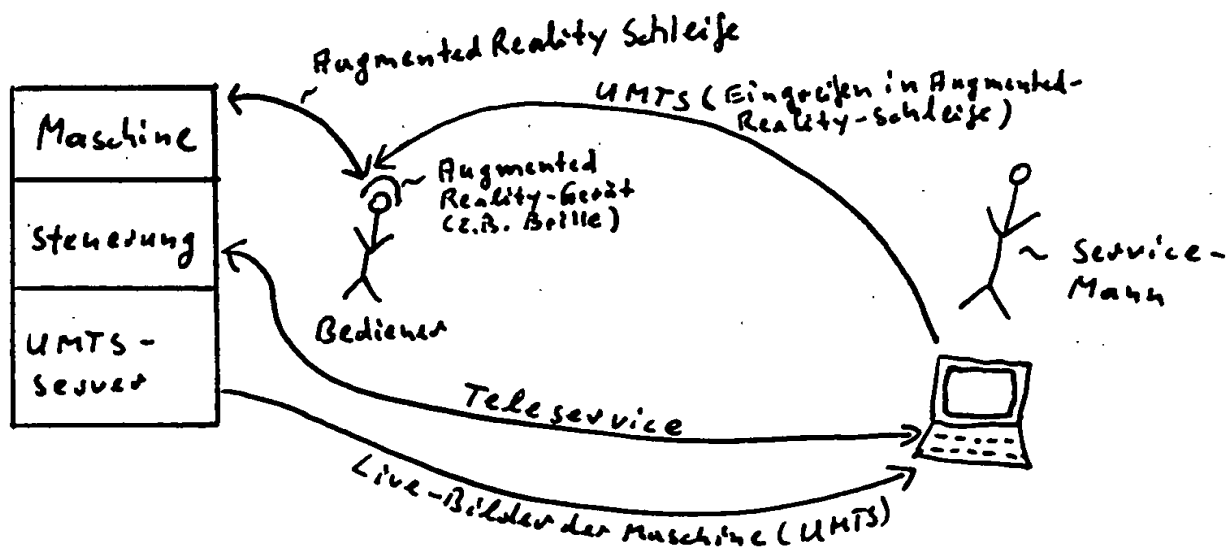 Augmented Reality Schleife
UMTS (Eingreifen in Augmented-
Reality-Schleife)
Maschine
Steuerung
UMTS-
Server
Augmented
Reality-Gerät
(z.B. Brille)
Bediener
Service-
Mann
Teleservice
Live-Bilder der Maschine (UMTS)